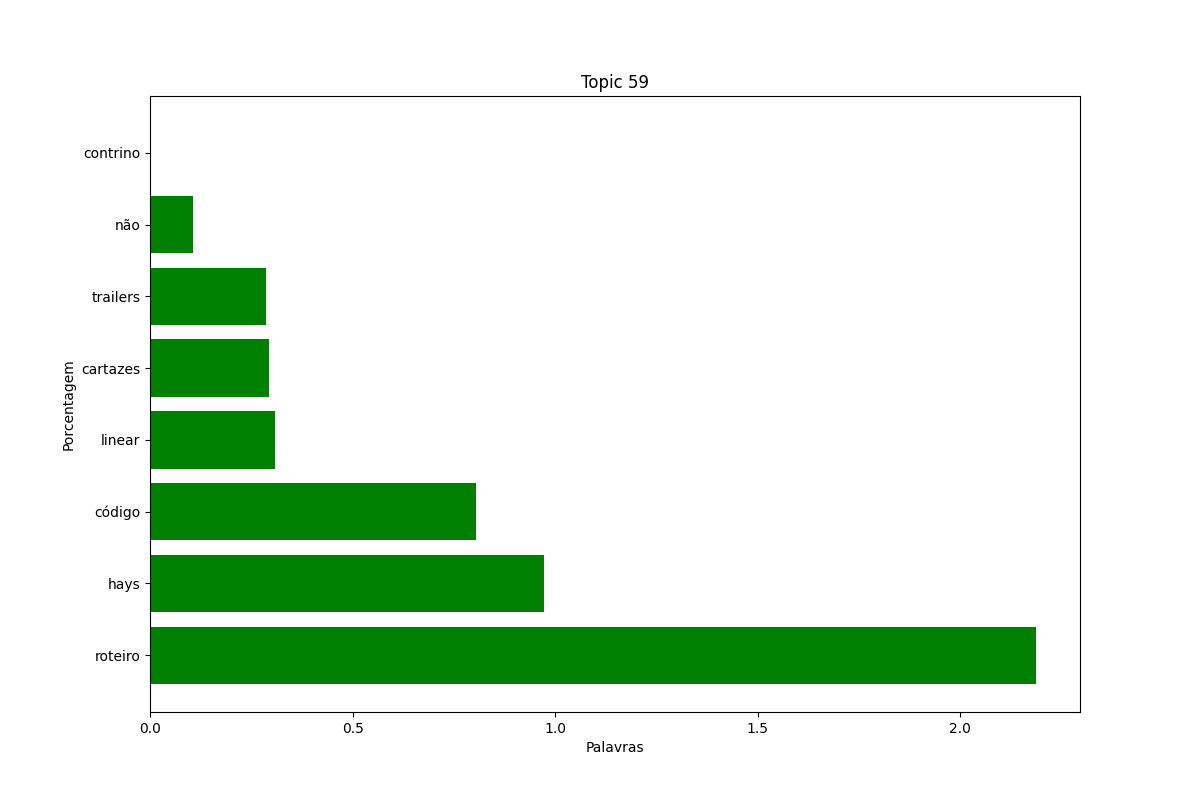 Topic 59
contrino
não
trailers
cartazes
linear
código
hays
roteiro
Porcentagem
0.0 0.5 1.0 1.5 2.0
Palavras